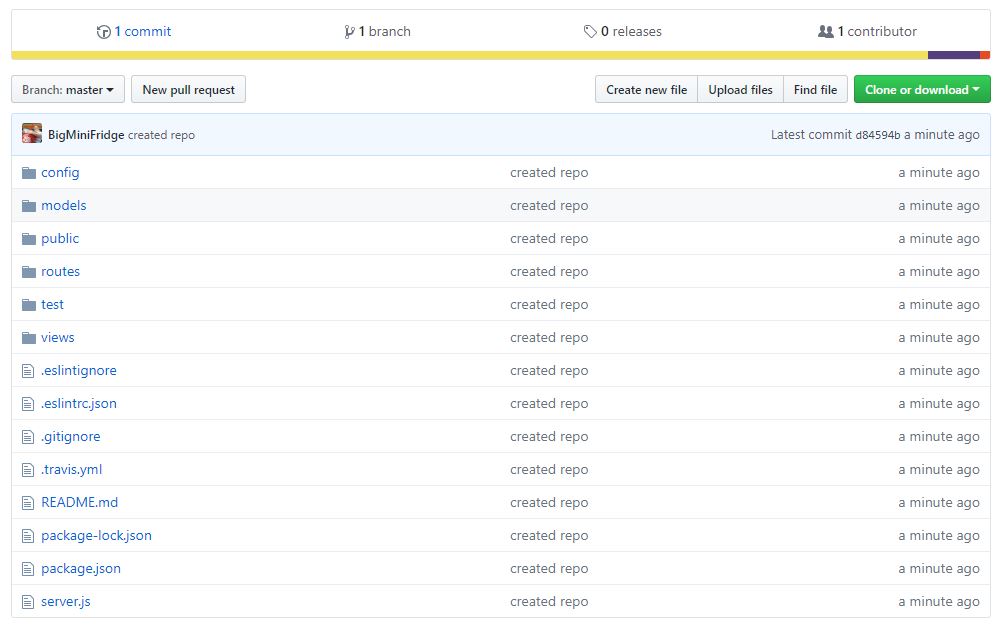 1 commit 1 branch 0 releases 1 contributor
Branch: master New pull request Create new file Upload files Find file Clone or download
BigMiniFridge created repo Latest commit d84594b a minute ago
config created repo a minute ago
models created repo a minute ago
public created repo a minute ago
routes created repo a minute ago
test created repo a minute ago
views created repo a minute ago
.eslintignore created repo a minute ago
.eslintrc.json created repo a minute ago
.gitignore created repo a minute ago
.travis.yml created repo a minute ago
README.md created repo a minute ago
package-lock.json created repo a minute ago
package.json created repo a minute ago
server.js created repo a minute ago